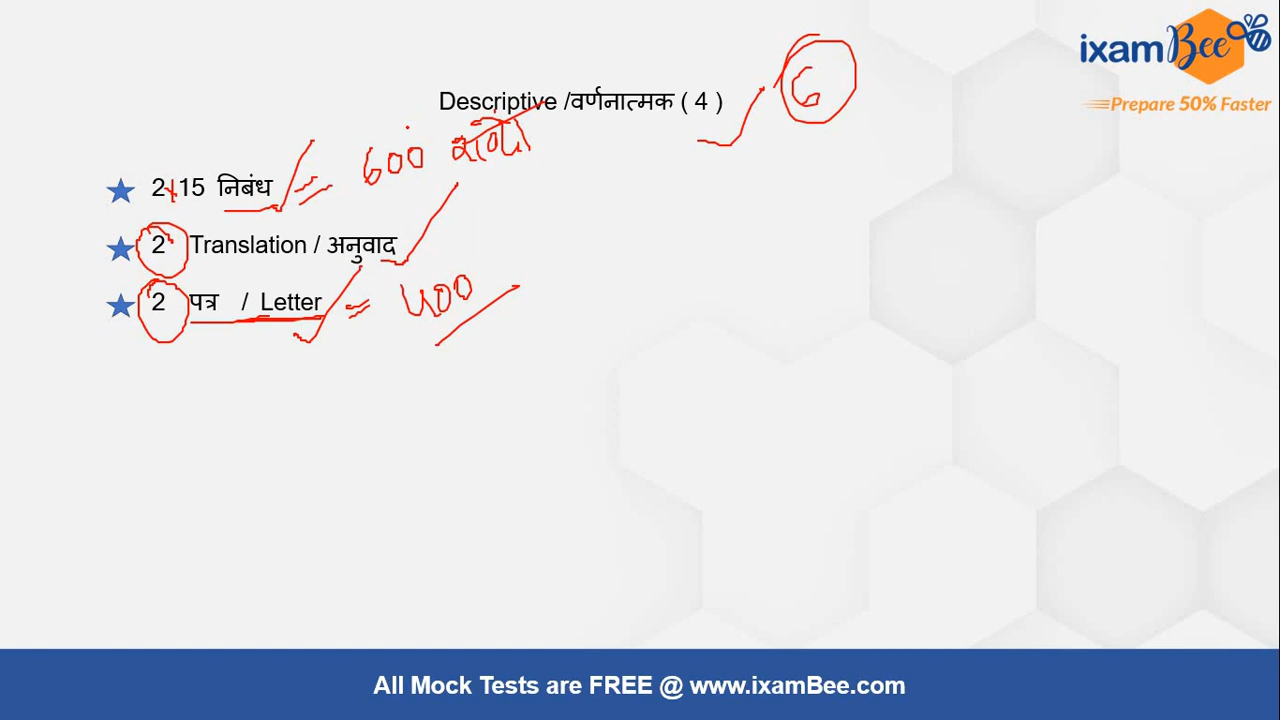 ixamBee
Prepare 50% Faster
Descriptive /वर्णनात्मक ( 4 )
6
600 शब्दों
2 15 निबंध =
2 Translation / अनुवाद
2 पत्र / Letter = 400
All Mock Tests are FREE @ www.ixamBee.com